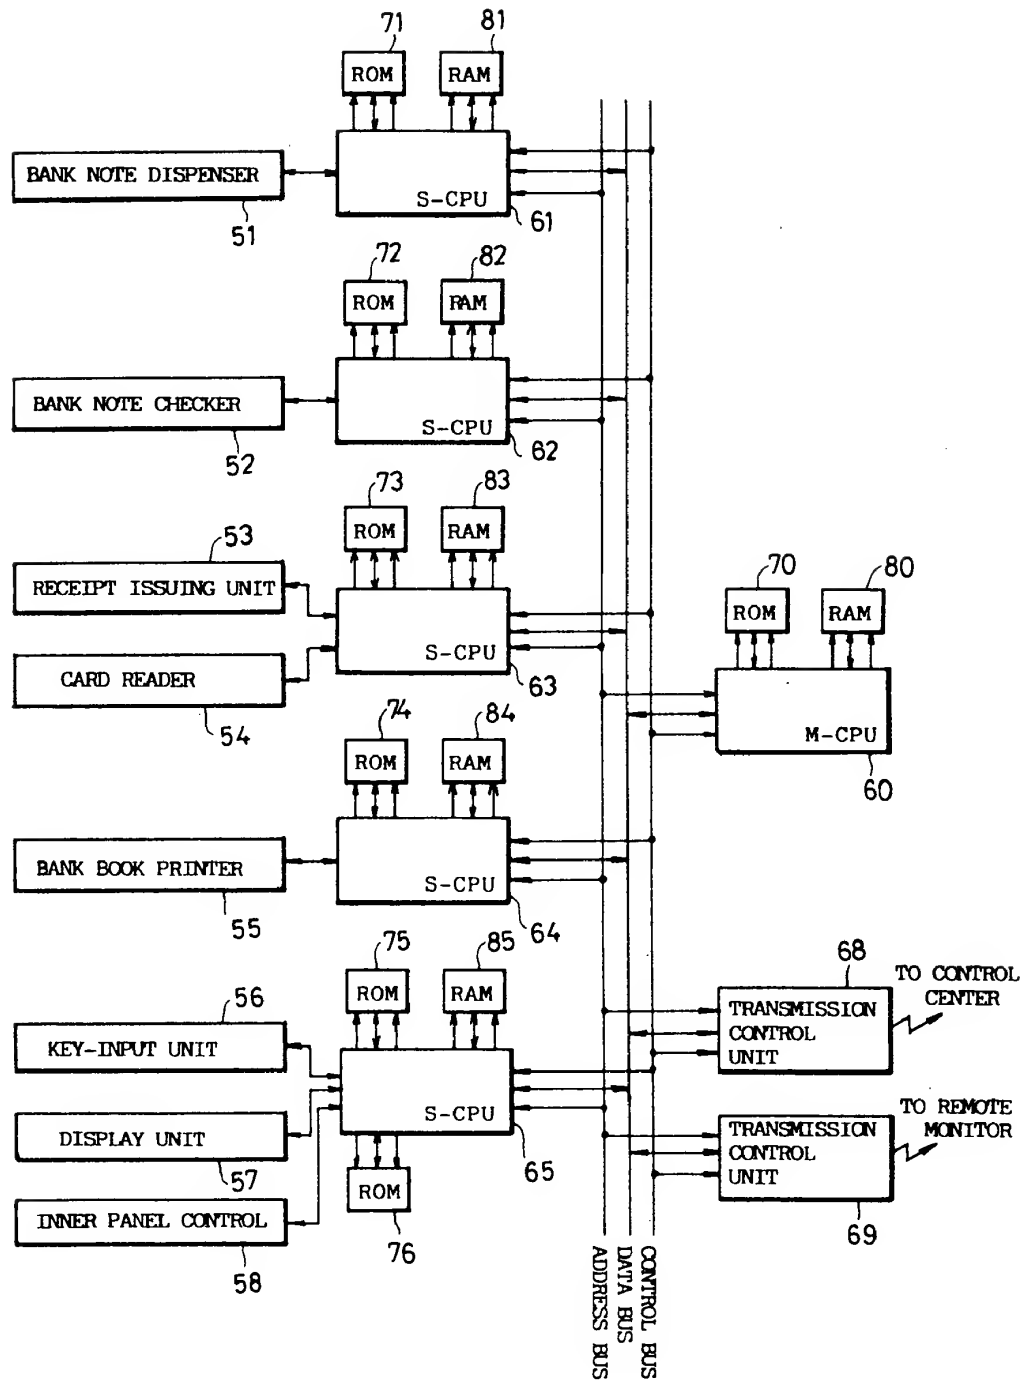 71
81
ROM
RAM
BANK NOTE DISPENSER
S-CPU
51
61
72
82
ROM
RAM
BANK NOTE CHECKER
S-CPU
52
62
73
83
53
ROM
RAM
RECEIPT ISSUING UNIT
CARD READER
S-CPU
54
63
70
80
ROM
RAM
M-CPU
60
74
84
ROM
RAM
BANK BOOK PRINTER
S-CPU
55
64
75
85
56
ROM
RAM
KEY-INPUT UNIT
S-CPU
DISPLAY UNIT
57
65
ROM
INNER PANEL CONTROL
76
58
68
TO CONTROL
CENTER
TRANSMISSION
CONTROL
UNIT
TO REMOTE
MONITOR
TRANSMISSION
CONTROL
UNIT
69
ADDRESS BUS
DATA BUS
CONTROL BUS